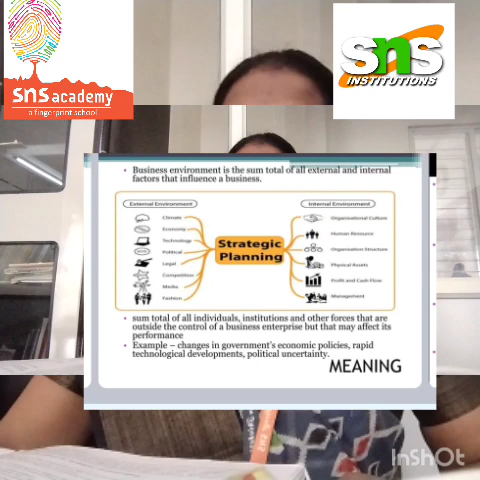 SNS academy
a fingerprint school
SNS
INSTITUTIONS
• Business environment is the sum total of all external and internal
factors that influence a business.
External Environment
Climate
Economy
Technology
Political
Legal
Competition
Media
Fashion
Strategic
Planning
Internal Environment
Organisational Culture
Human Resource
Organisation Structure
Physical Assets
Profit and Cash Flow
Management
• sum total of all individuals, institutions and other forces that are
outside the control of a business enterprise but that may affect its
performance
• Example – changes in government's economic policies, rapid
technological developments, political uncertainty.
MEANING
InShOt